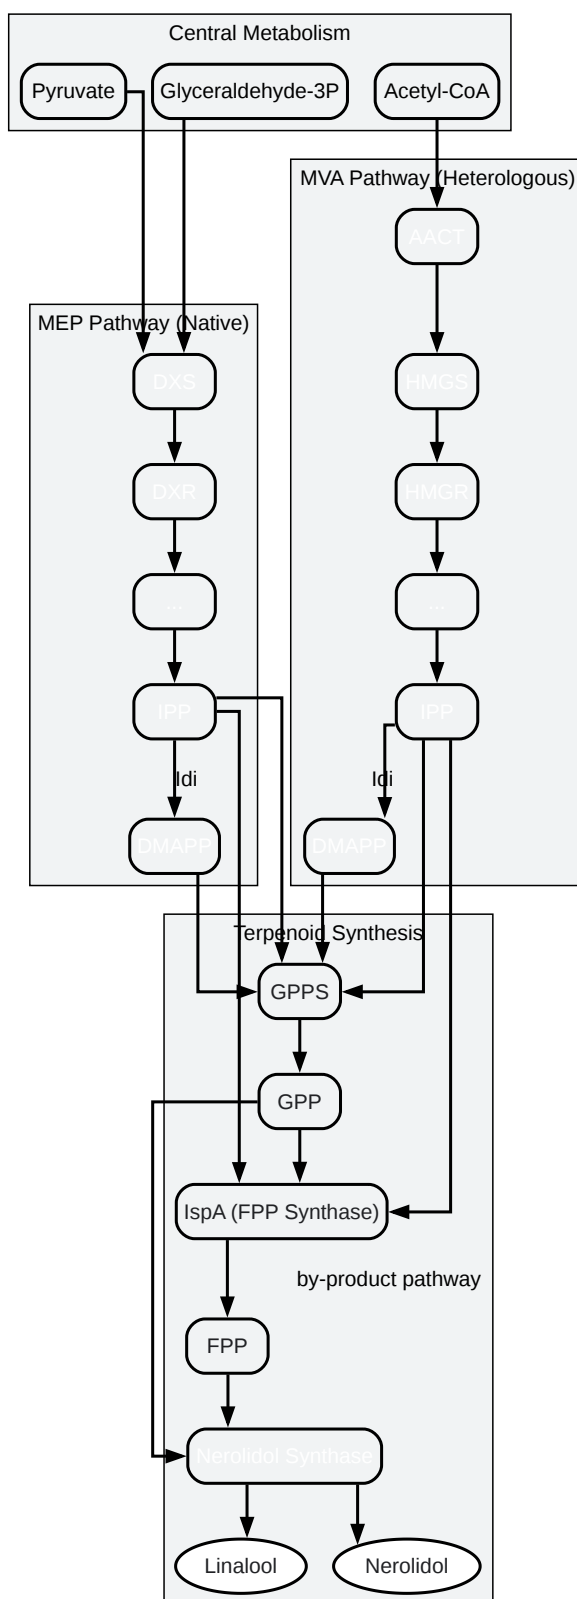 Central Metabolism
Pyruvate
Glyceraldehyde-3P
Acetyl-CoA
MVA Pathway (Heterologous)
AACT
MEP Pathway (Native)
DXS
HMGS
DXR
HMGR
...
...
IPP
IPP
Idi
Idi
DMAPP
DMAPP
Terpenoid Synthesis
GPPS
GPP
IspA (FPP Synthase)
by-product pathway
FPP
Nerolidol Synthase
Linalool
Nerolidol